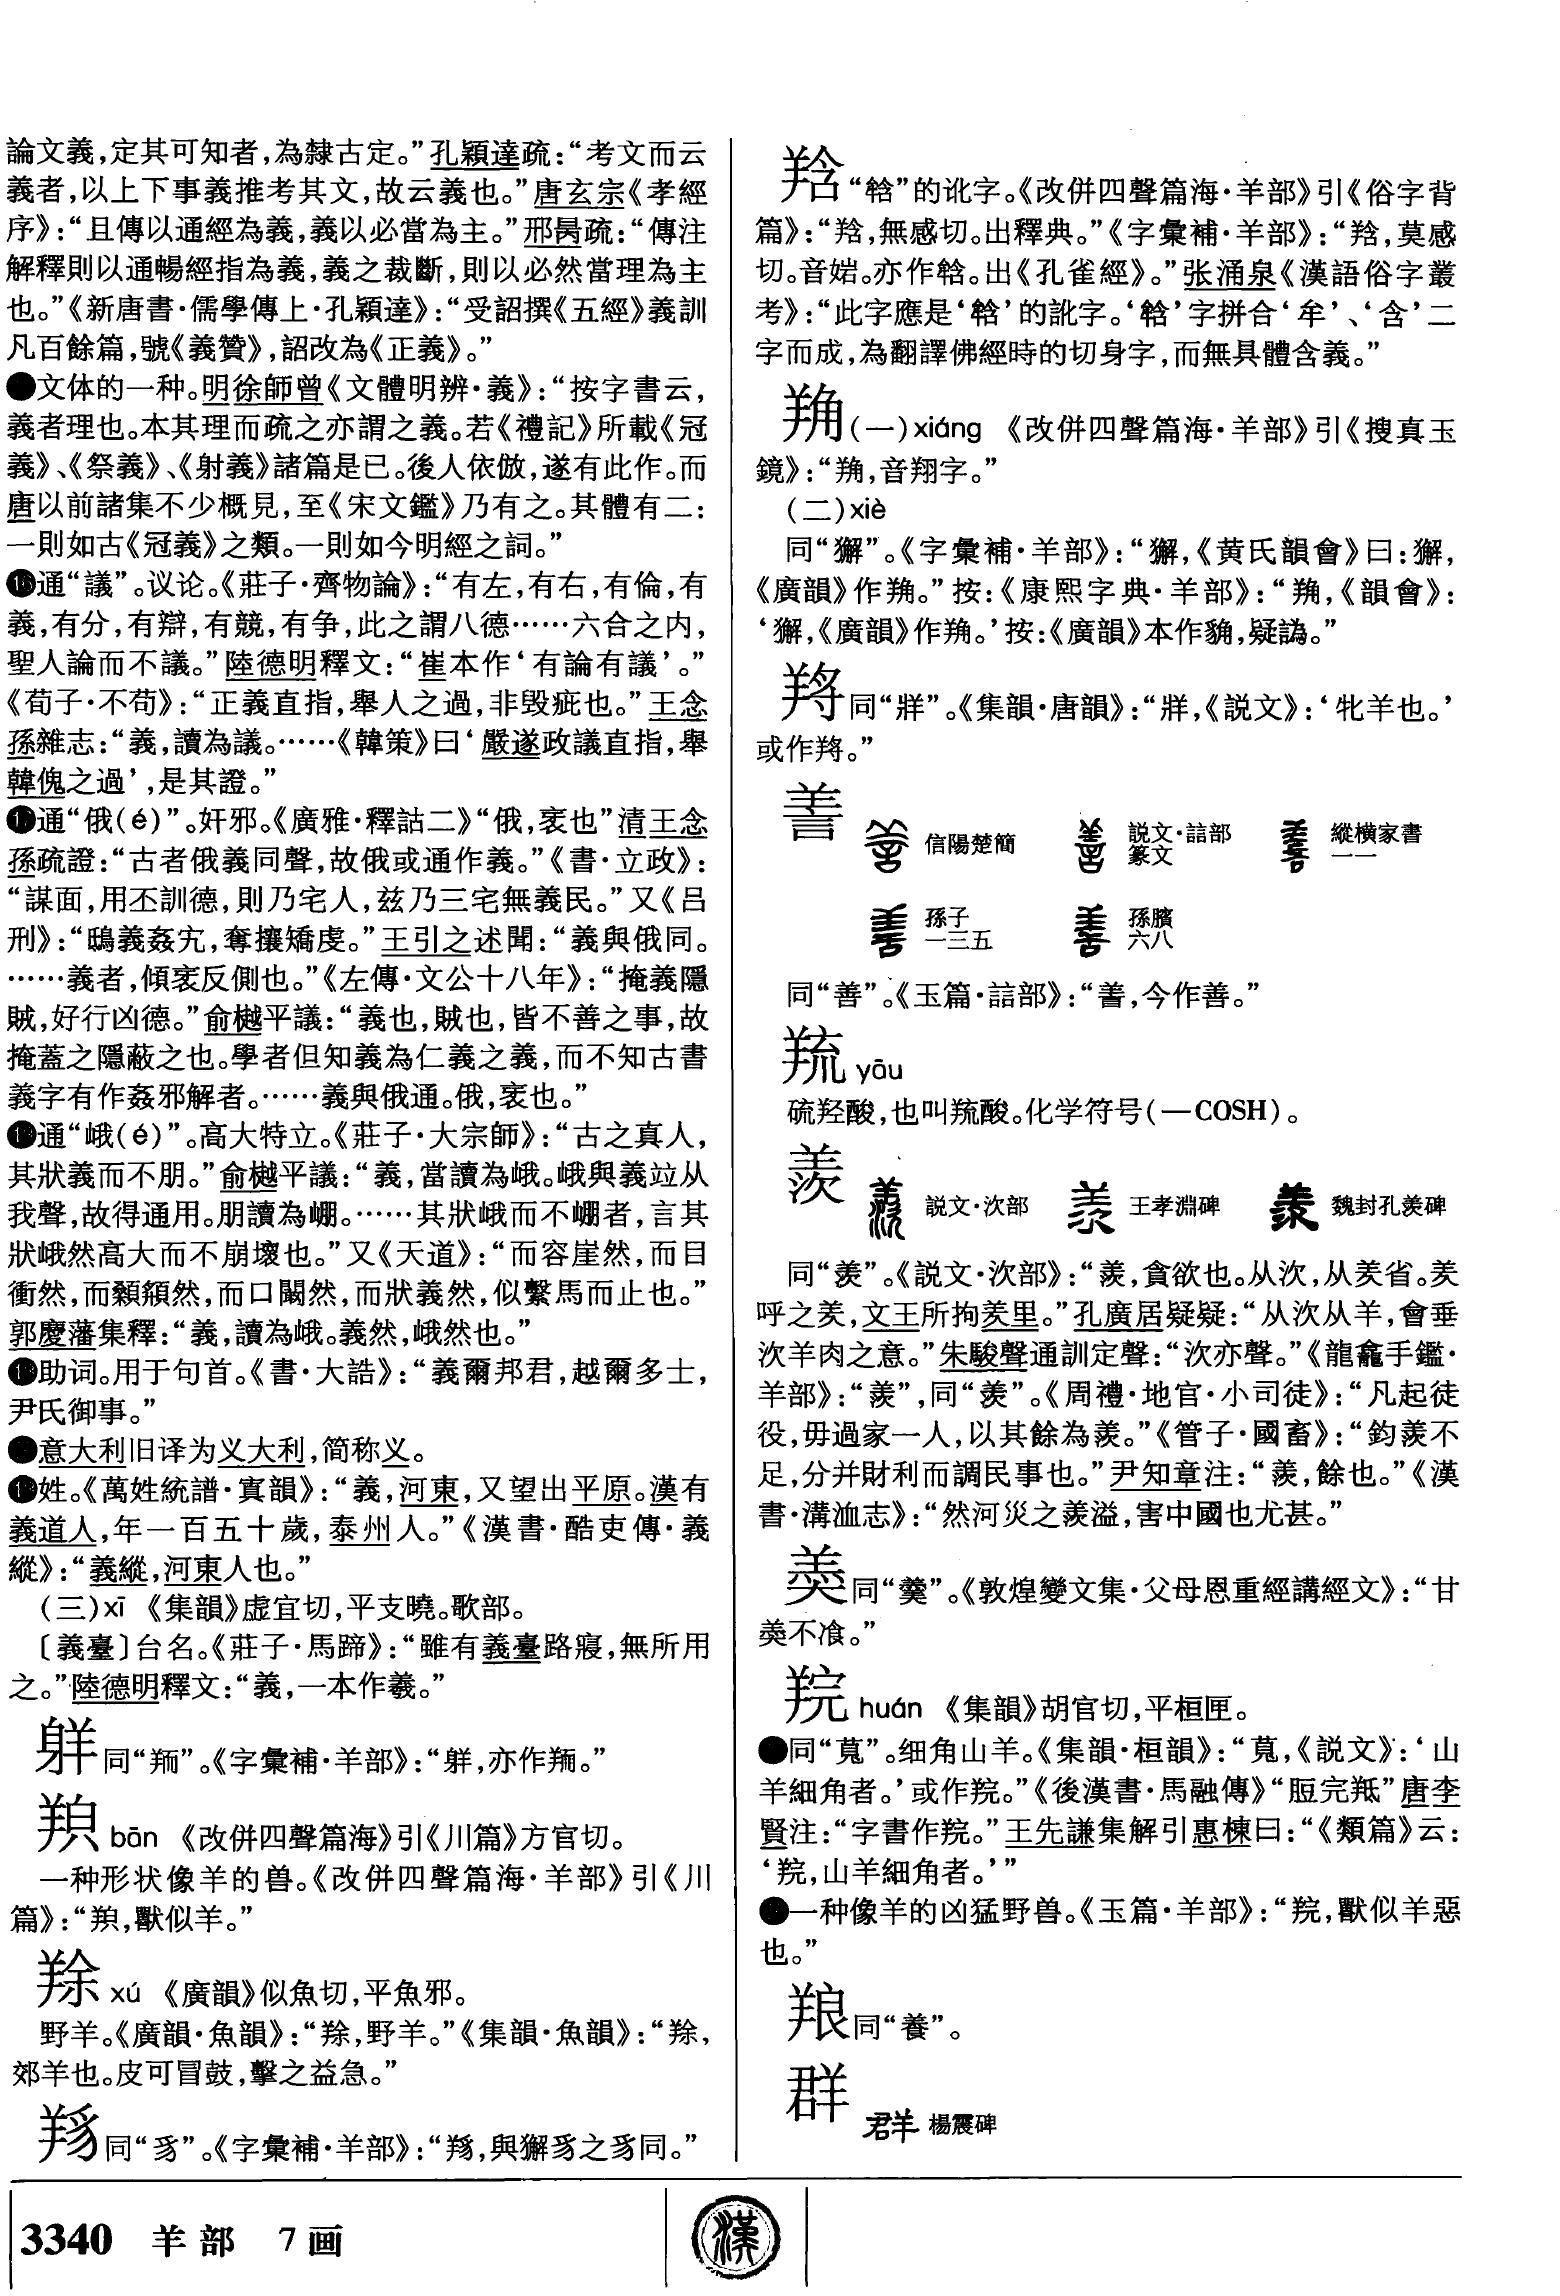 論文義，定其可知者，為隸古定。”孔穎達疏：“考文而云
義者，以上下事義推考其文，故云義也。”唐玄宗《孝經
序》：“且傳以通經為義，義以必當為主。”邢昺疏：“傳注
解釋則以通暢經指為義，義之裁斷，則以必然當理為主
也。”《新唐書·儒學傳上·孔穎達》：“受詔撰《五經》義訓
凡百餘篇，號《義贊》，詔改為《正義》。”
文体的一种。明徐師曾《文體明辨·義》：“按字書云，
義者理也。本其理而疏之亦謂之義。若《禮記》所載《冠
義》、《祭義》、《射義》諸篇是已。後人依倣，遂有此作。而
唐以前諸集不少概見，至《宋文鑑》乃有之。其體有二：
一則如古《冠義》之類。一則如今明經之詞。”
通“議”。议论。《莊子·齊物論》：“有左，有右，有倫，有
義，有分，有辯，有競，有争，此之謂八德……六合之内，
聖人論而不議。”陸德明釋文：“崔本作‘有論有議’。”
《荀子·不苟》：“正義直指，舉人之過，非毁疵也。”王念
孫雜志：“義，讀為議。……《韓策》曰‘嚴遂政議直指，舉
韓傀之過’，是其證。”
通“俄(é)”。奸邪。《廣雅·釋詁二》“俄，衺也”清王念
孫疏證：“古者俄義同聲，故俄或通作義。”《書·立政》：
“謀面，用丕訓德，則乃宅人，兹乃三宅無義民。”又《吕
刑》：“鴟義姦宄，奪攘矯虔。”王引之述聞：“義與俄同。
……義者，傾衺反側也。”《左傳·文公十八年》：“掩義隱
賊，好行凶德。”俞樾平議：“義也，賊也，皆不善之事，故
掩蓋之隱蔽之也。學者但知義為仁義之義，而不知古書
義字有作姦邪解者。……義與俄通。俄，衺也。”
通“峨(é)”。高大特立。《莊子·大宗師》：“古之真人，
其狀義而不朋。”俞樾平議：“義，當讀為峨。峨與義竝从
我聲，故得通用。朋讀為崩。……其狀峨而不崩者，言其
狀峨然高大而不崩壞也。”又《天道》：“而容崖然，而目
衝然，而顙頯然，而口闞然，而狀義然，似繫馬而止也。”
郭慶藩集釋：“義，讀為峨。義然，峨然也。”
助词。用于句首。《書·大誥》：“義爾邦君，越爾多士，
尹氏御事。”
意大利旧译为义大利，简称义。
姓。《萬姓統譜·寘韻》：“義，河東，又望出平原。漢有
義道人，年一百五十歲，泰州人。”《漢書·酷吏傳·義
縱》：“義縱，河東人也。”
(三)xī 《集韻》虚宜切，平支曉。歌部。
〔義臺〕台名。《莊子·馬蹄》：“雖有義臺路寢，無所用
之。”陸德明釋文：“義，一本作羲。”
同“䍴”。《字彙補·羊部》：“，亦作䍴。”
bān 《改併四聲篇海》引《川篇》方官切。
一种形状像羊的兽。《改併四聲篇海·羊部》引《川
篇》：“，獸似羊。”
䍱 xú 《廣韻》似魚切，平魚邪。
野羊。《廣韻·魚韻》：“䍱，野羊。”《集韻·魚韻》：“䍱，
郊羊也。皮可冒鼓，擊之益急。”
同“豸”。《字彙補·羊部》：“，與獬豸之豸同。”
“”的讹字。《改併四聲篇海·羊部》引《俗字背
篇》：“，無感切。出釋典。”《字彙補·羊部》：“，莫感
切。音。亦作。出《孔雀經》。”张涌泉《漢語俗字叢
考》：“此字應是‘’的訛字。‘’字拼合‘牟’、‘含’二
字而成，為翻譯佛經時的切身字，而無具體含義。”
(一)xiáng 《改併四聲篇海·羊部》引《搜真玉
鏡》：“，音翔字。”
(二)xiè
同“獬”。《字彙補·羊部》：“獬，《黄氏韻會》曰：獬，
《廣韻》作。”按：《康熙字典·羊部》：“，《韻會》：
‘獬，《廣韻》作。’按：《廣韻》本作，疑譌。”
同“牂”。《集韻·唐韻》：“牂，《説文》：‘牝羊也。’
或作。”
譱 信陽楚簡 説文·誩部 篆文 縱横家書 一一
孫子 一三五 孫臏 六八
同“善”。《玉篇·誩部》：“譱，今作善。”
羰 yāu
硫羟酸，也叫酸。化学符号(—COSH)。
羨 説文·㳄部 王孝淵碑 魏封孔羨碑
同“羡”。《説文·㳄部》：“羨，貪欲也。从㳄，从羑省。羑
呼之羑，文王所拘羑里。”孔廣居疑疑：“从㳄从羊，會垂
㳄羊肉之意。”朱駿聲通訓定聲：“㳄亦聲。”《龍龕手鑑·
羊部》：“羨”，同“羡”。《周禮·地官·小司徒》：“凡起徒
役，毋過家一人，以其餘為羨。”《管子·國畜》：“鈞羨不
足，分并財利而調民事也。”尹知章注：“羨，餘也。”《漢
書·溝洫志》：“然河災之羨溢，害中國也尤甚。”
同“羹”。《敦煌變文集·父母恩重經講經文》：“甘
不飡。”
羦 huán 《集韻》胡官切，平桓匣。
同“萈”。细角山羊。《集韻·桓韻》：“萈，《説文》：‘山
羊細角者。’或作羦。”《後漢書·馬融傳》“脰完羝”唐李
賢注：“字書作羦。”王先謙集解引惠棟曰：“《類篇》云：
‘羦，山羊細角者。’”
一种像羊的凶猛野兽。《玉篇·羊部》：“羦，獸似羊惡
也。”
同“養”。
群 楊震碑
3340 羊部 7画
漢